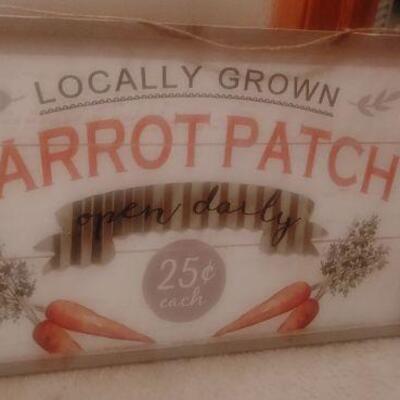 LOCALLY GROWN
ARROT PATCH
open daily
25¢
each